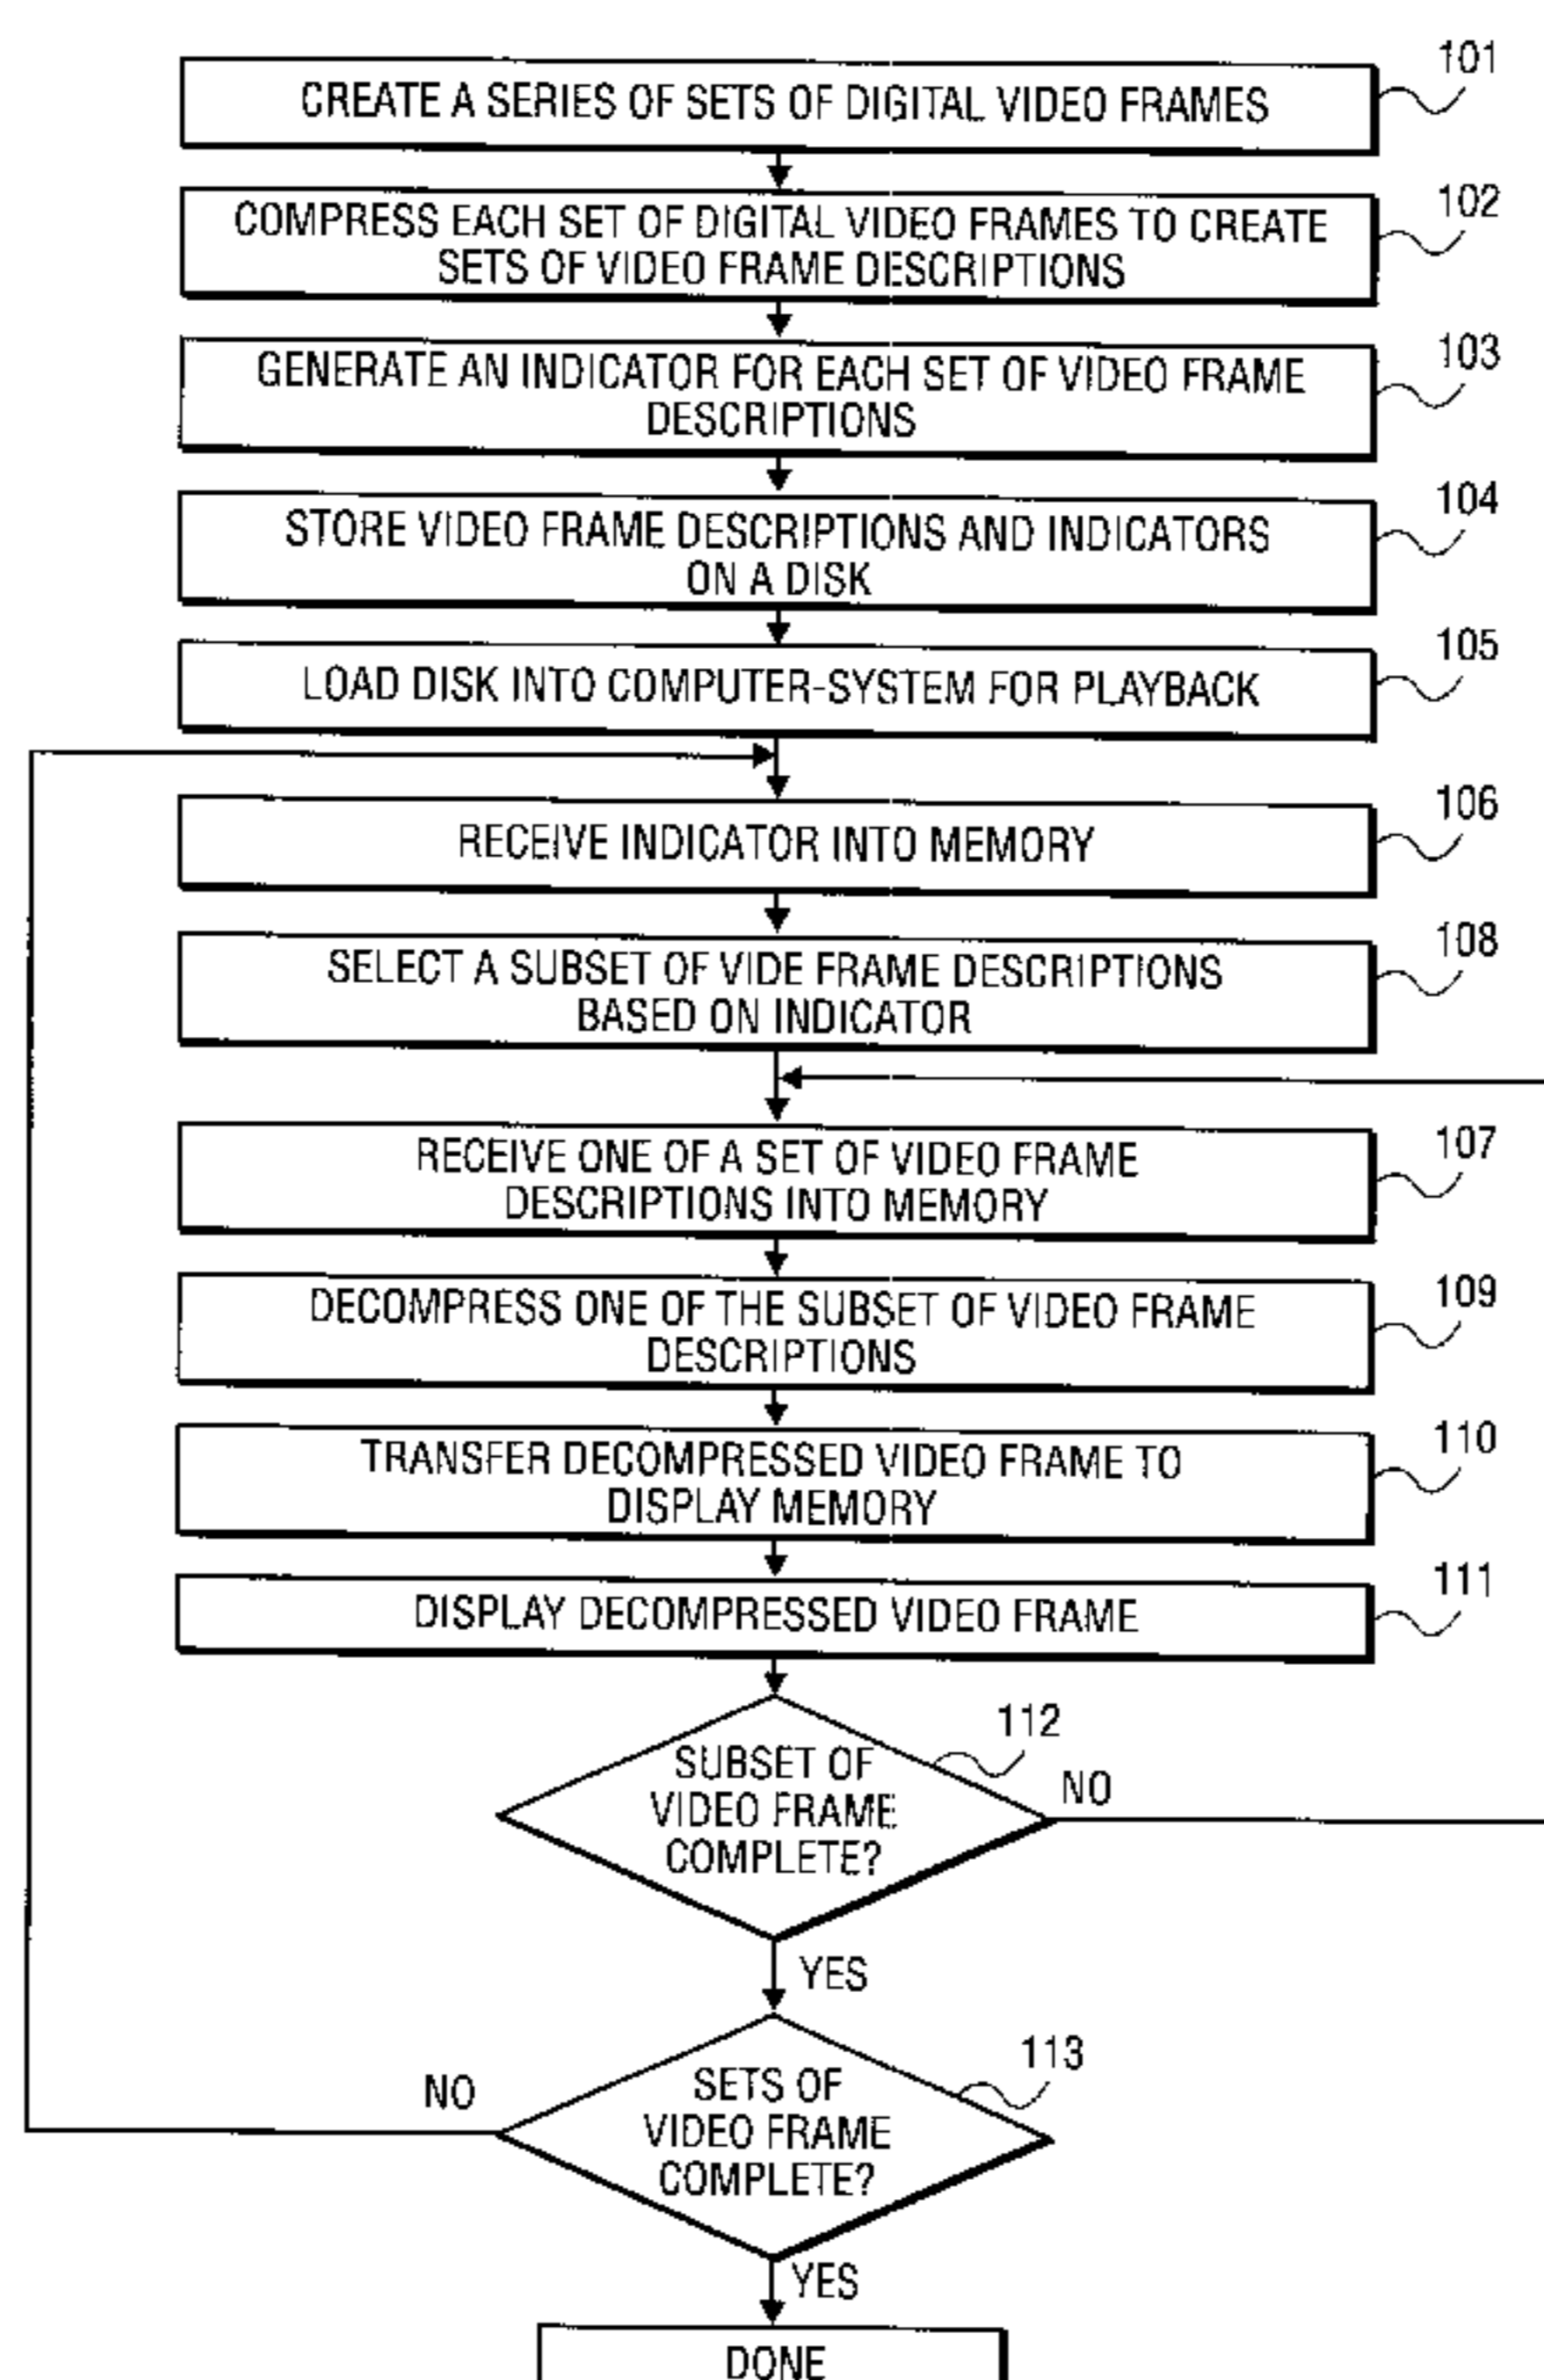 101
CREATE A SERIES OF SETS OF DIGITAL VIDEO FRAMES
102
COMPRESS EACH SET OF DIGITAL VIDEO FRAMES TO CREATE
SETS OF VIDEO FRAME DESCRIPTIONS
103
GENERATE AN INDICATOR FOR EACH SET OF VIDEO FRAME
DESCRIPTIONS
104
STORE VIDEO FRAME DESCRIPTIONS AND INDICATORS
ON A DISK
105
LOAD DISK INTO COMPUTER-SYSTEM FOR PLAYBACK
106
RECEIVE INDICATOR INTO MEMORY
108
SELECT A SUBSET OF VIDE FRAME DESCRIPTIONS
BASED ON INDICATOR
107
RECEIVE ONE OF A SET OF VIDEO FRAME
DESCRIPTIONS INTO MEMORY
109
DECOMPRESS ONE OF THE SUBSET OF VIDEO FRAME
DESCRIPTIONS
110
TRANSFER DECOMPRESSED VIDEO FRAME TO
DISPLAY MEMORY
111
DISPLAY DECOMPRESSED VIDEO FRAME
112
SUBSET OF
VIDEO FRAME
COMPLETE?
NO
YES
113
SETS OF
VIDEO FRAME
COMPLETE?
NO
YES
DONE